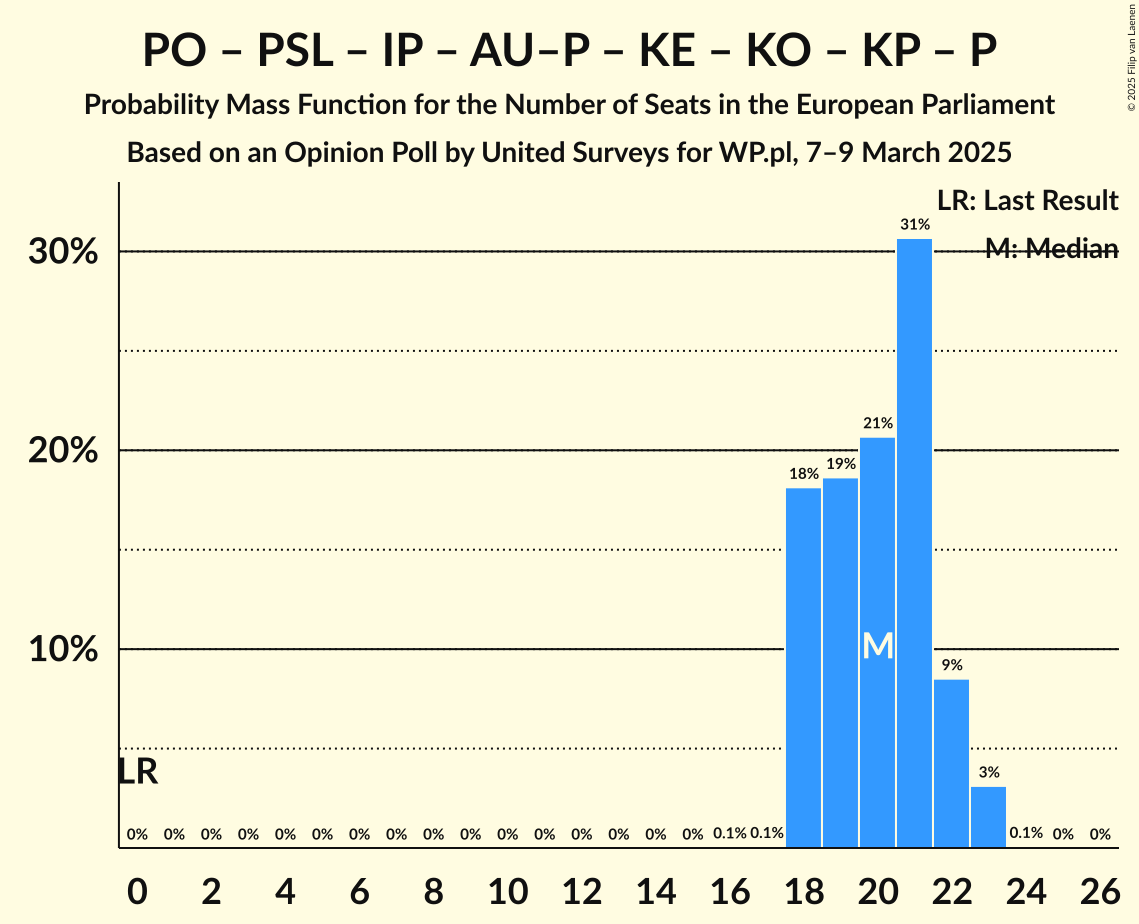 PO – PSL – IP – AU–P – KE – KO – KP – P
Probability Mass Function for the Number of Seats in the European Parliament
Based on an Opinion Poll by United Surveys for WP.pl, 7–9 March 2025
© 2025 Filip van Laenen
LR: Last Result
M: Median
30%
20%
10%
31%
21%
19%
18%
9%
3%
M
LR
0% 0% 0% 0% 0% 0% 0% 0% 0% 0% 0% 0% 0% 0% 0% 0% 0.1% 0.1% 0.1% 0% 0%
0 2 4 6 8 10 12 14 16 18 20 22 24 26